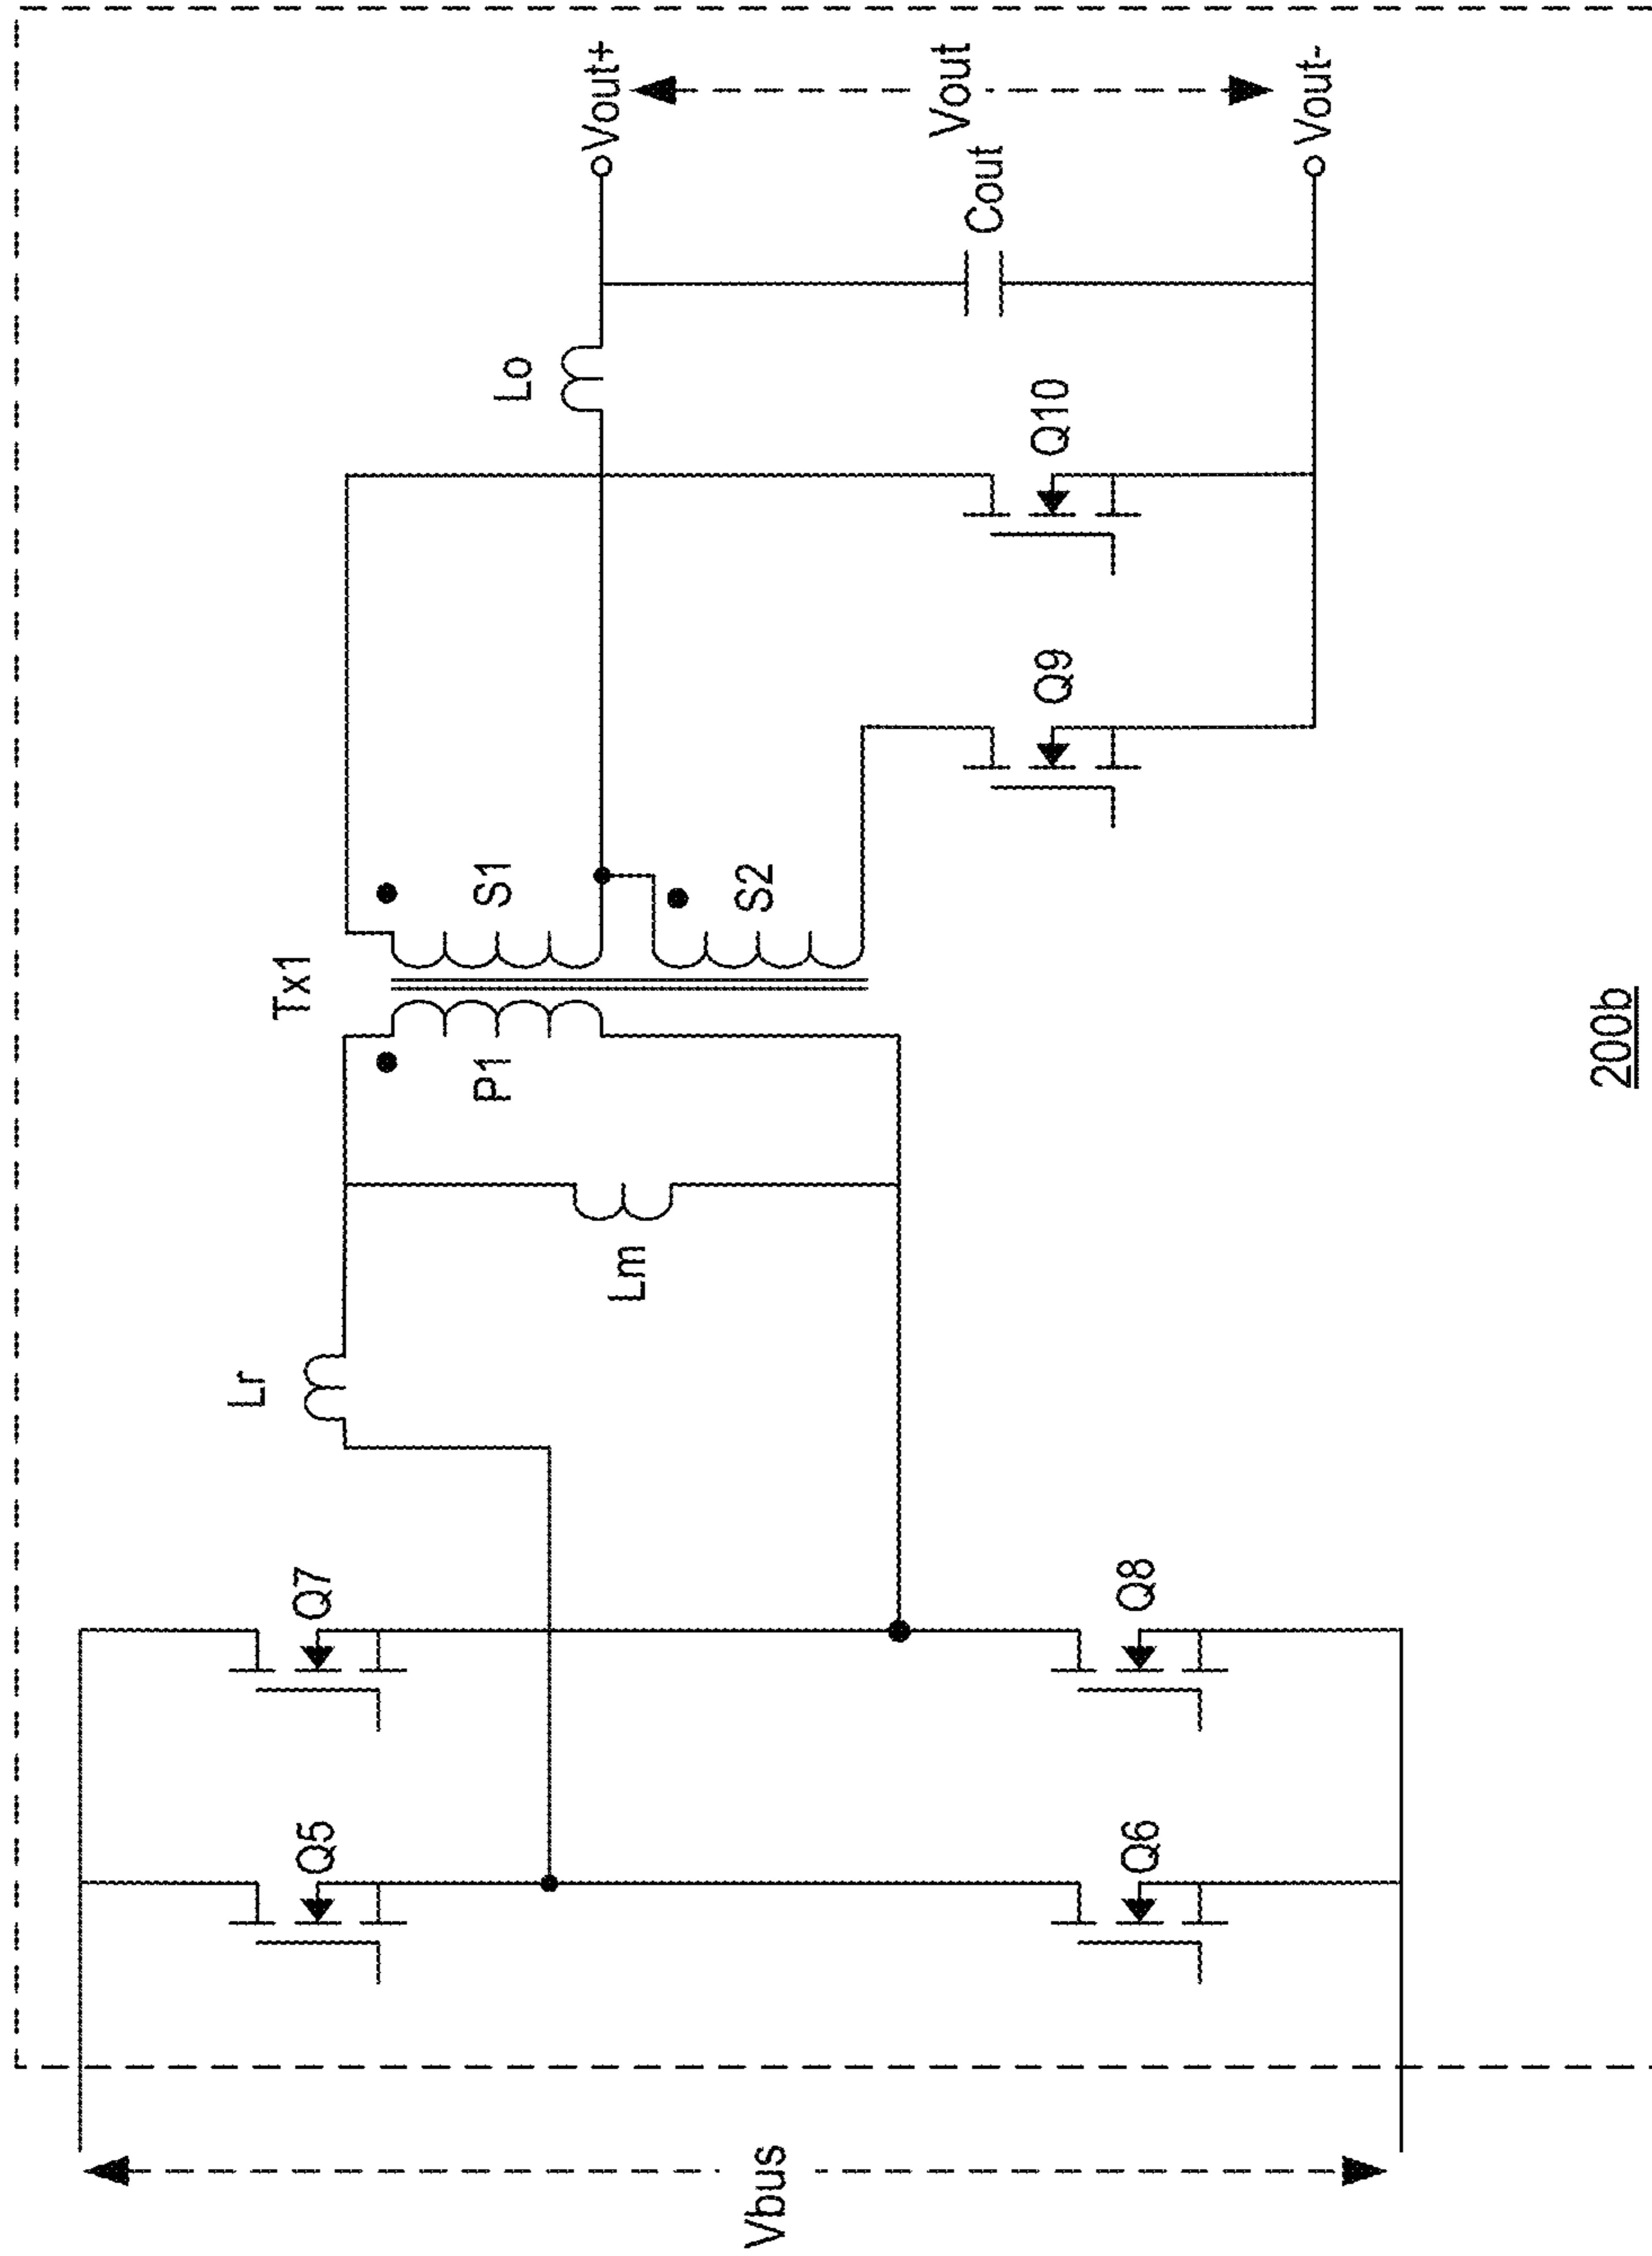 Vbus
Q5
Q6
Q7
Q8
Lr
Lm
Tx1
P1
S1
S2
Q9
Lo
Q10
Cout
Vout+
Vout
Vout-
200b